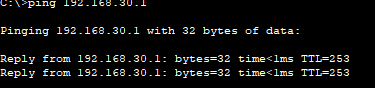 C:\>ping 192.168.30.1
Pinging 192.168.30.1 with 32 bytes of data:
Reply from 192.168.30.1: bytes=32 time<1ms TTL=253
Reply from 192.168.30.1: bytes=32 time<1ms TTL=253